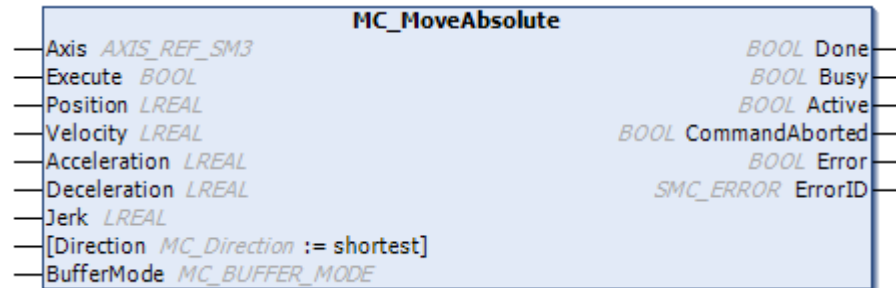 MC_MoveAbsolute
Axis AXIS_REF_SM3 BOOL Done
Execute BOOL BOOL Busy
Position LREAL BOOL Active
Velocity LREAL BOOL CommandAborted
Acceleration LREAL BOOL Error
Deceleration LREAL SMC_ERROR ErrorID
Jerk LREAL
[Direction MC_Direction := shortest]
BufferMode MC_BUFFER_MODE